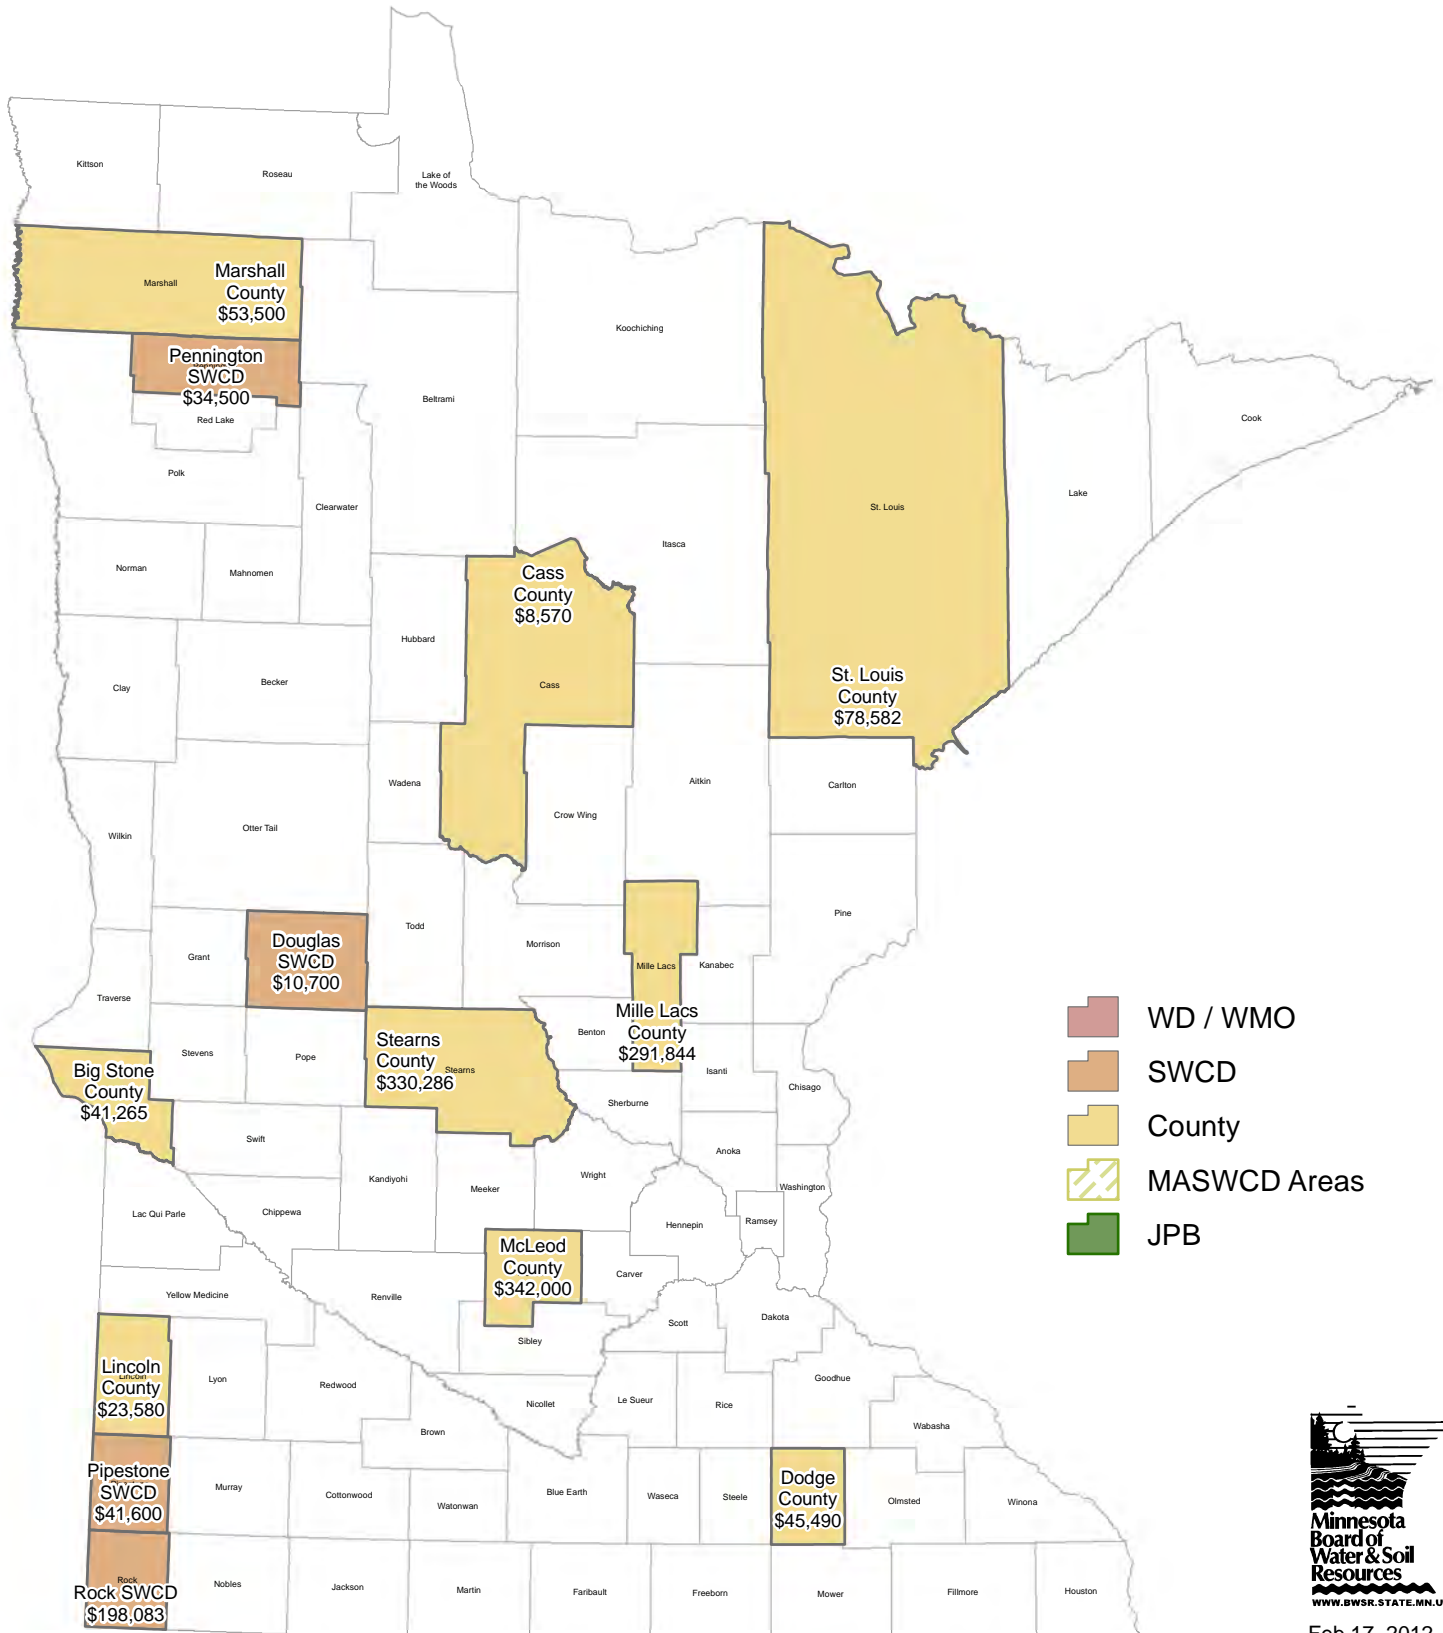 Kittson
Roseau
Lake of
the Woods
Marshall
Marshall
County
$53,500
Koochiching
Pennington
SWCD
$34,500
Beltrami
Red Lake
Cook
Polk
Lake
Clearwater
St. Louis
Itasca
Norman
Mahnomen
Cass
County
$8,570
Hubbard
Clay
Becker
Cass
St. Louis
County
$78,582
Wadena
Aitkin
Carlton
Crow Wing
Wilkin
Otter Tail
Pine
Todd
Douglas
SWCD
$10,700
Morrison
Grant
Mille Lacs
Kanabec
Traverse
Mille Lacs
County
$291,844
Benton
Stevens
Pope
Stearns
County
$330,286
Stearns
Isanti
Big Stone
County
$41,265
Chisago
Sherburne
Swift
Anoka
Wright
Kandiyohi
Meeker
Washington
Lac Qui Parle
Chippewa
Hennepin
Ramsey
WD / WMO
SWCD
County
MASWCD Areas
JPB
McLeod
County
$342,000
Carver
Yellow Medicine
Renville
Scott
Dakota
Sibley
Lincoln
County
$23,580
Lincoln
Lyon
Redwood
Goodhue
Le Sueur
Rice
Nicollet
Wabasha
Brown
Pipestone
SWCD
$41,600
Murray
Cottonwood
Watonwan
Blue Earth
Waseca
Steele
Dodge
County
$45,490
Olmsted
Winona
Rock
Rock SWCD
$198,083
Nobles
Jackson
Martin
Faribault
Freeborn
Mower
Fillmore
Houston
Minnesota
Board of
Water & Soil
Resources
WWW.BWSR.STATE.MN.U
Feb 17, 2012